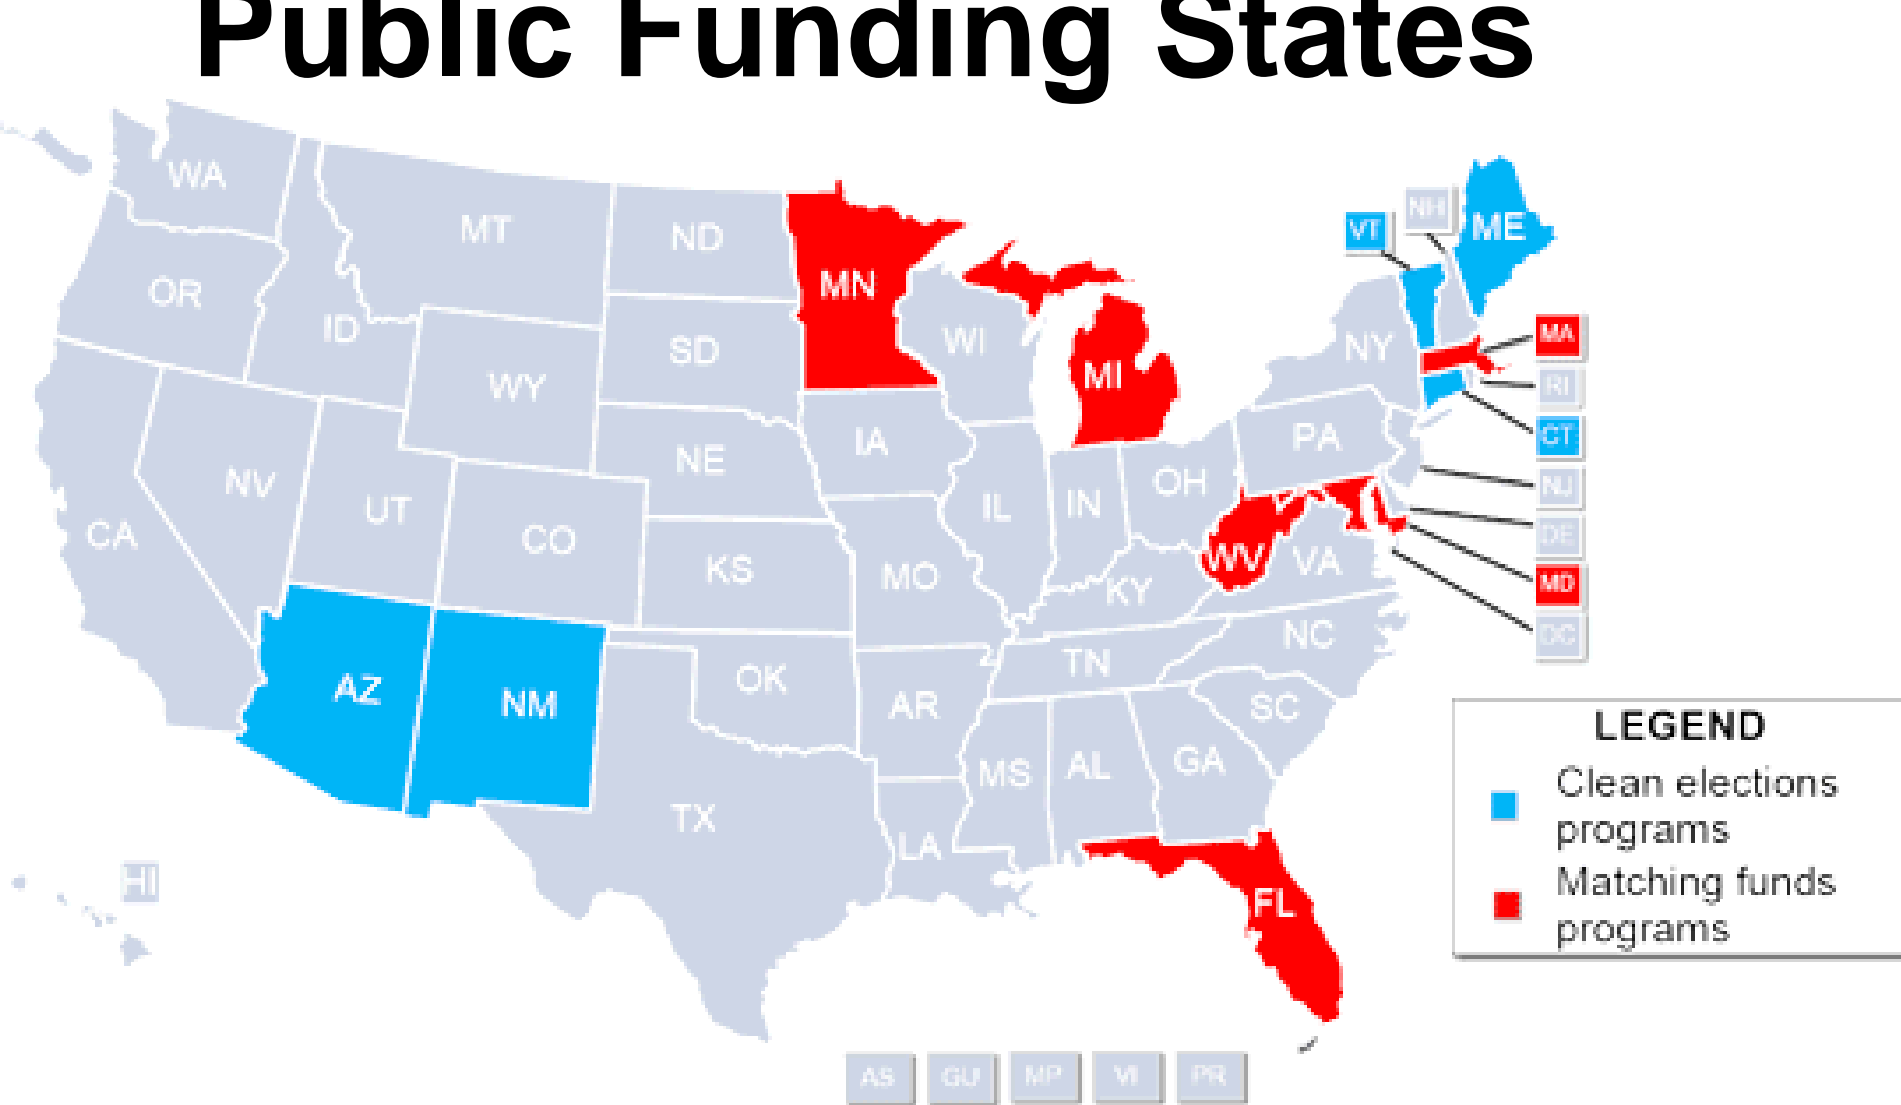 Public Funding States
WA
MT
ND
MN
VT
NH
ME
OR
ID
SD
WI
MI
NY
MA
WY
RI
IA
PA
CT
NE
NV
UT
IL
IN
OH
NJ
CA
CO
KS
MO
WV
VA
DE
KY
MD
NC
DC
AZ
NM
OK
TN
AR
SC
MS
AL
GA
TX
LA
FL
HI
LEGEND
Clean elections
programs
Matching funds
programs
AS
GU
MP
VI
PR